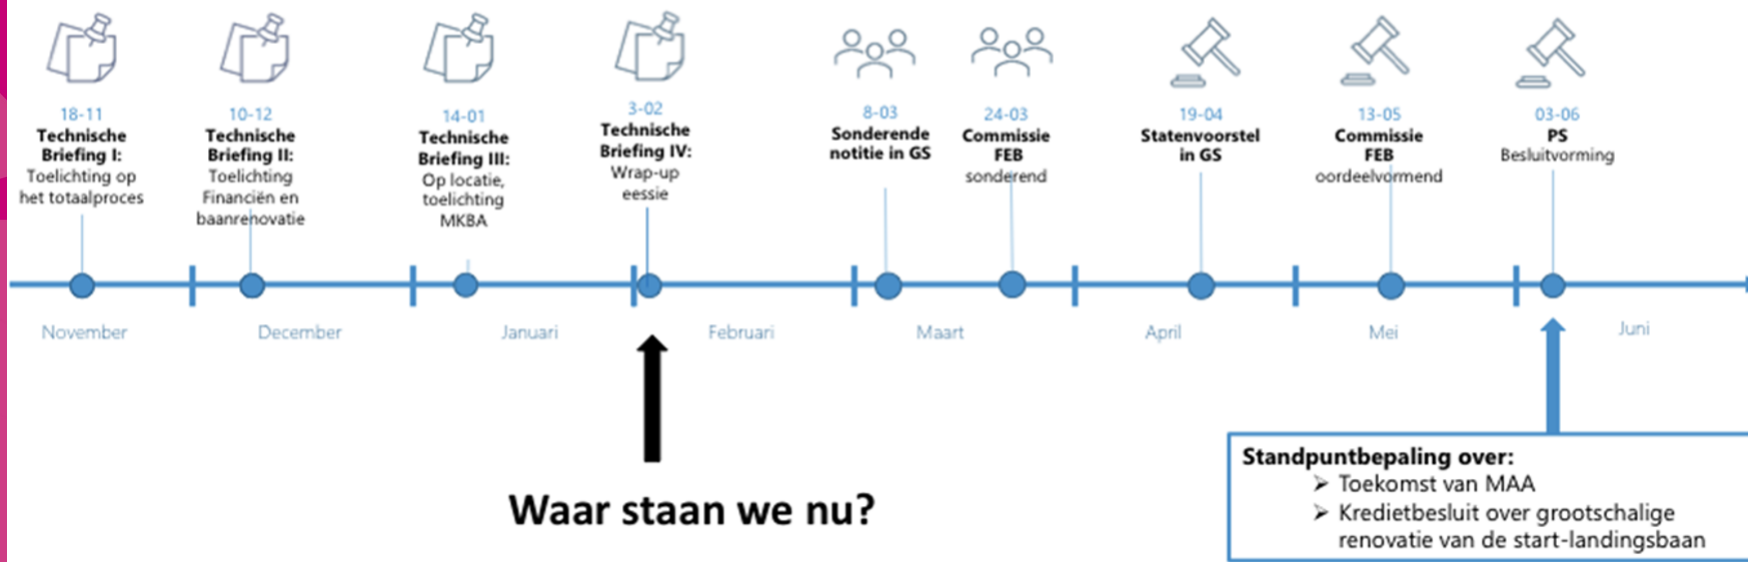 18-11
Technische
Briefing I:
Toelichting op
het totaalproces
10-12
Technische
Briefing II:
Toelichting
Financiën en
baanrenovatie
14-01
Technische
Briefing III:
Op locatie,
toelichting
MKBA
3-02
Technische
Briefing IV:
Wrap-up
eessie
8-03
Sonderende
notitie in GS
24-03
Commissie
FEB
sonderend
19-04
Statenvoorstel
in GS
13-05
Commissie
FEB
oordeelvormend
03-06
PS
Besluitvorming
November
December
Januari
Februari
Maart
April
Mei
Juni
Waar staan we nu?
Standpuntbepaling over:
➢ Toekomst van MAA
➢ Kredietbesluit over grootschalige
renovatie van de start-landingsbaan